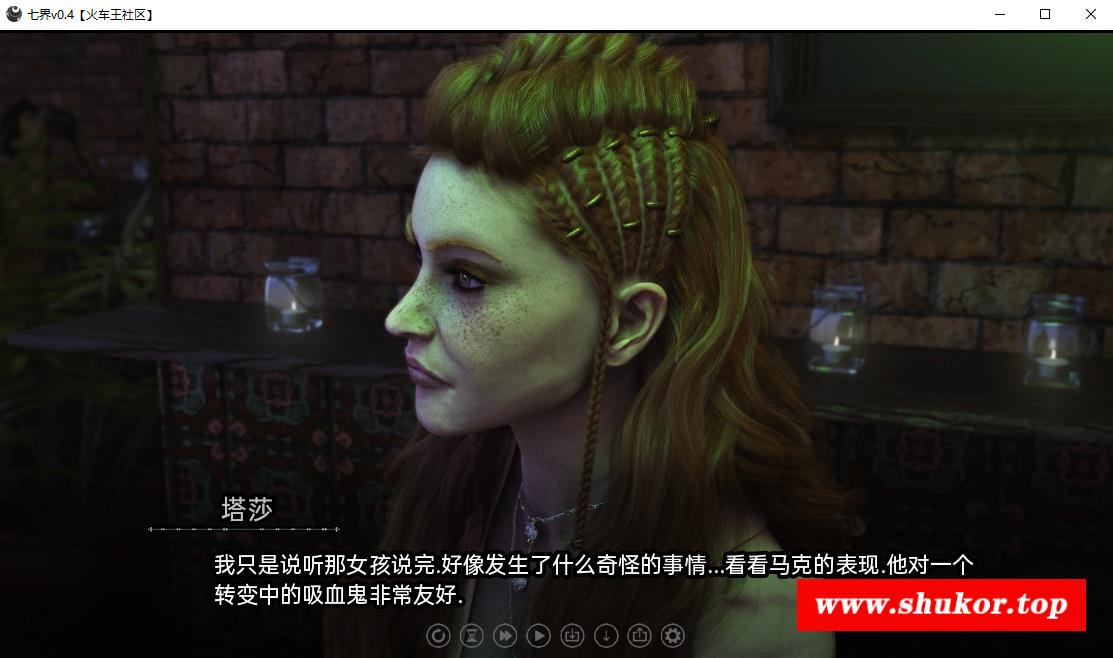 七界v0.4【火车王社区】
塔莎
我只是说听那女孩说完.好像发生了什么奇怪的事情...看看马克的表现.他对一个
转变中的吸血鬼非常友好.
www.shukor.top